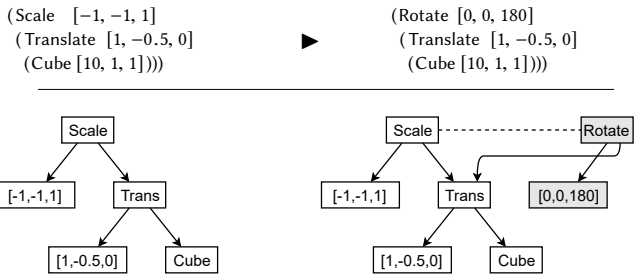 (Scale [−1, −1, 1]
(Translate [1, −0.5, 0]
(Cube [10, 1, 1])))
▶
(Rotate [0, 0, 180]
(Translate [1, −0.5, 0]
(Cube [10, 1, 1])))
Scale
[-1,-1,1]
Trans
[1,-0.5,0]
Cube
Scale
Rotate
[-1,-1,1]
Trans
[0,0,180]
[1,-0.5,0]
Cube